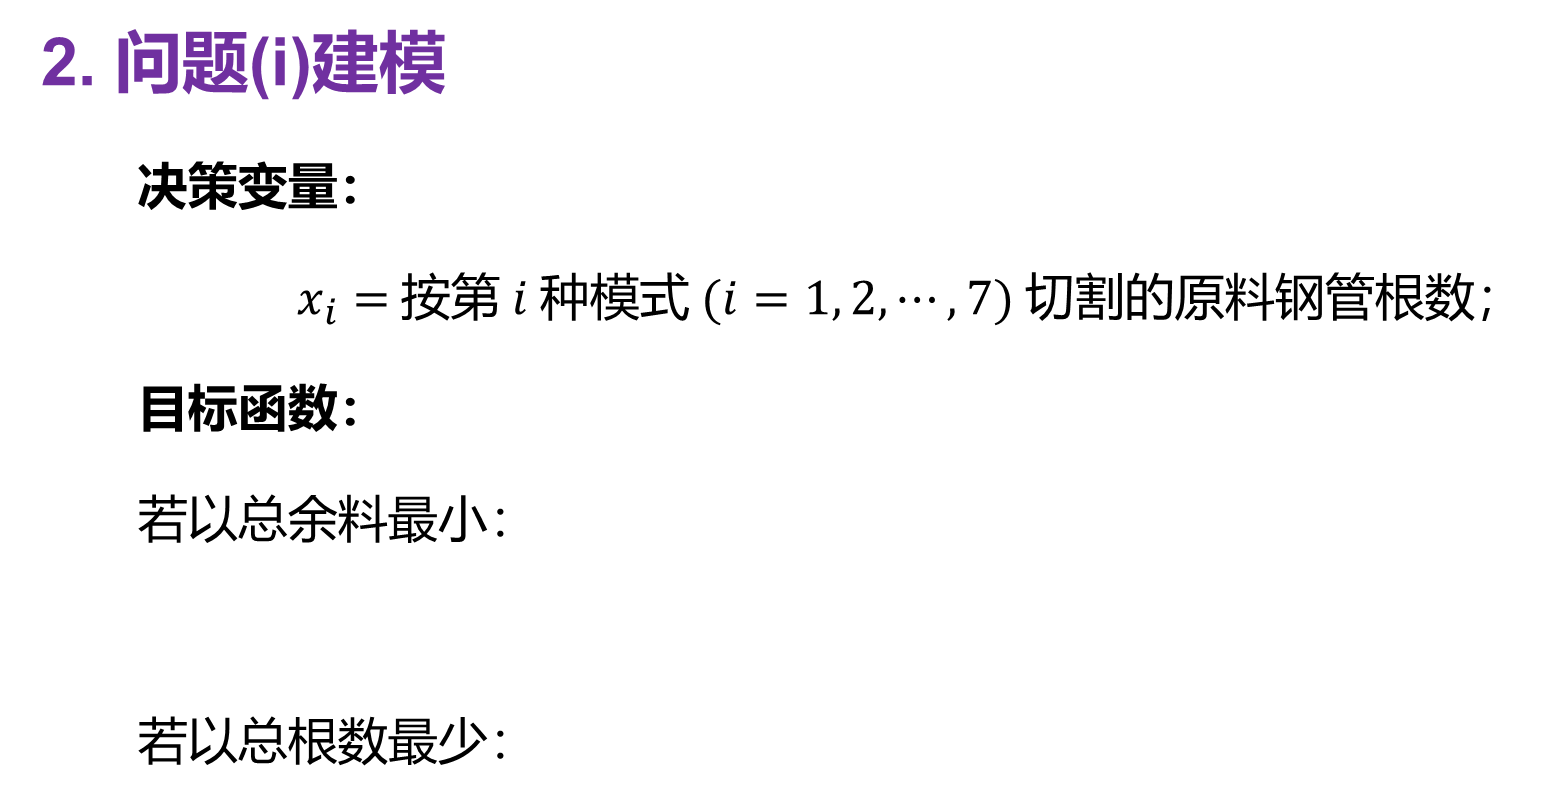 2. 问题(i)建模
决策变量：
x_i = 按第 i 种模式 (i = 1, 2, ⋯ , 7) 切割的原料钢管根数；
目标函数：
若以总余料最小：
若以总根数最少：